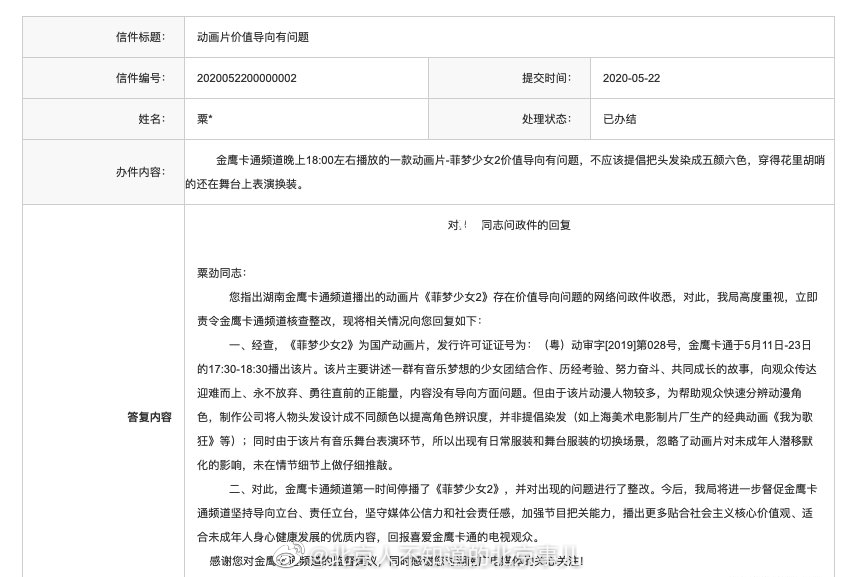 信件标题： 动画片价值导向有问题
信件编号： 2020052200000002 提交时间： 2020-05-22
姓名： 粟* 处理状态： 已办结
办件内容：
金鹰卡通频道晚上18:00左右播放的一款动画片-菲梦少女2价值导向有问题，不应该提倡把头发染成五颜六色，穿得花里胡哨
的还在舞台上表演换装。
答复内容
对 同志问政件的回复
粟劲同志：
您指出湖南金鹰卡通频道播出的动画片《菲梦少女2》存在价值导向问题的网络问政件收悉，对此，我局高度重视，立即
责令金鹰卡通频道核查整改，现将相关情况向您回复如下：
一、经查，《菲梦少女2》为国产动画片，发行许可证证号为：（粤）动审字[2019]第028号，金鹰卡通于5月11日-23日
的17:30-18:30播出该片。该片主要讲述一群有音乐梦想的少女团结合作、历经考验、努力奋斗、共同成长的故事，向观众传达
迎难而上、永不放弃、勇往直前的正能量，内容没有导向方面问题。但由于该片动漫人物较多，为帮助观众快速分辨动漫角
色，制作公司将人物头发设计成不同颜色以提高角色辨识度，并非提倡染发（如上海美术电影制片厂生产的经典动画《我为歌
狂》等）；同时由于该片有音乐舞台表演环节，所以出现有日常服装和舞台服装的切换场景，忽略了动画片对未成年人潜移默
化的影响，未在情节细节上做仔细推敲。
二、对此，金鹰卡通频道第一时间停播了《菲梦少女2》，并对出现的问题进行了整改。今后，我局将进一步督促金鹰卡
通频道坚持导向立台、责任立台，坚守媒体公信力和社会责任感，加强节目把关能力，播出更多贴合社会主义核心价值观、适
合未成年人身心健康发展的优质内容，回报喜爱金鹰卡通的电视观众。
感谢您对金鹰 通频道的监督 议，同时感谢您对湖南广电媒体的关心关注！
@北京人不知道的北京事儿